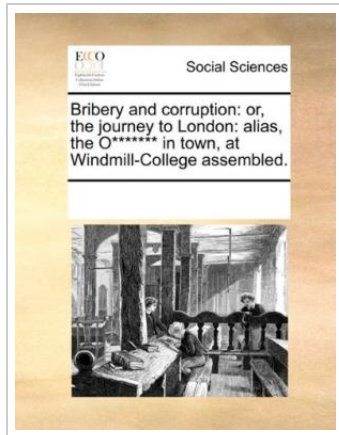 ECCO
Social Sciences
Bribery and corruption: or,
the journey to London: alias,
the O******* in town, at
Windmill-College assembled.